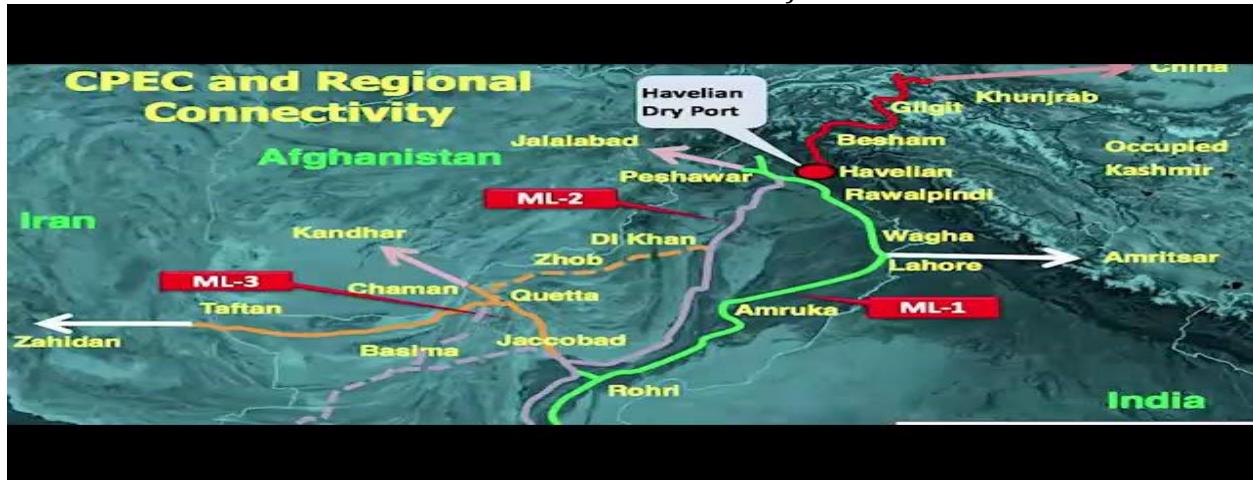 CPEC and Regional
Connectivity
Havelian
Dry Port
China
Khunjrab
Gilgit
Besham
Occupied
Kashmir
Jalalabad
Afghanistan
Peshawar
Havelian
Rawalpindi
ML-2
Iran
Kandhar
DI Khan
Wagha
Zhob
Lahore
Amritsar
ML-3
Chaman
Quetta
Taftan
Amruka
ML-1
Zahidan
Basima
Jaccobad
Rohri
India